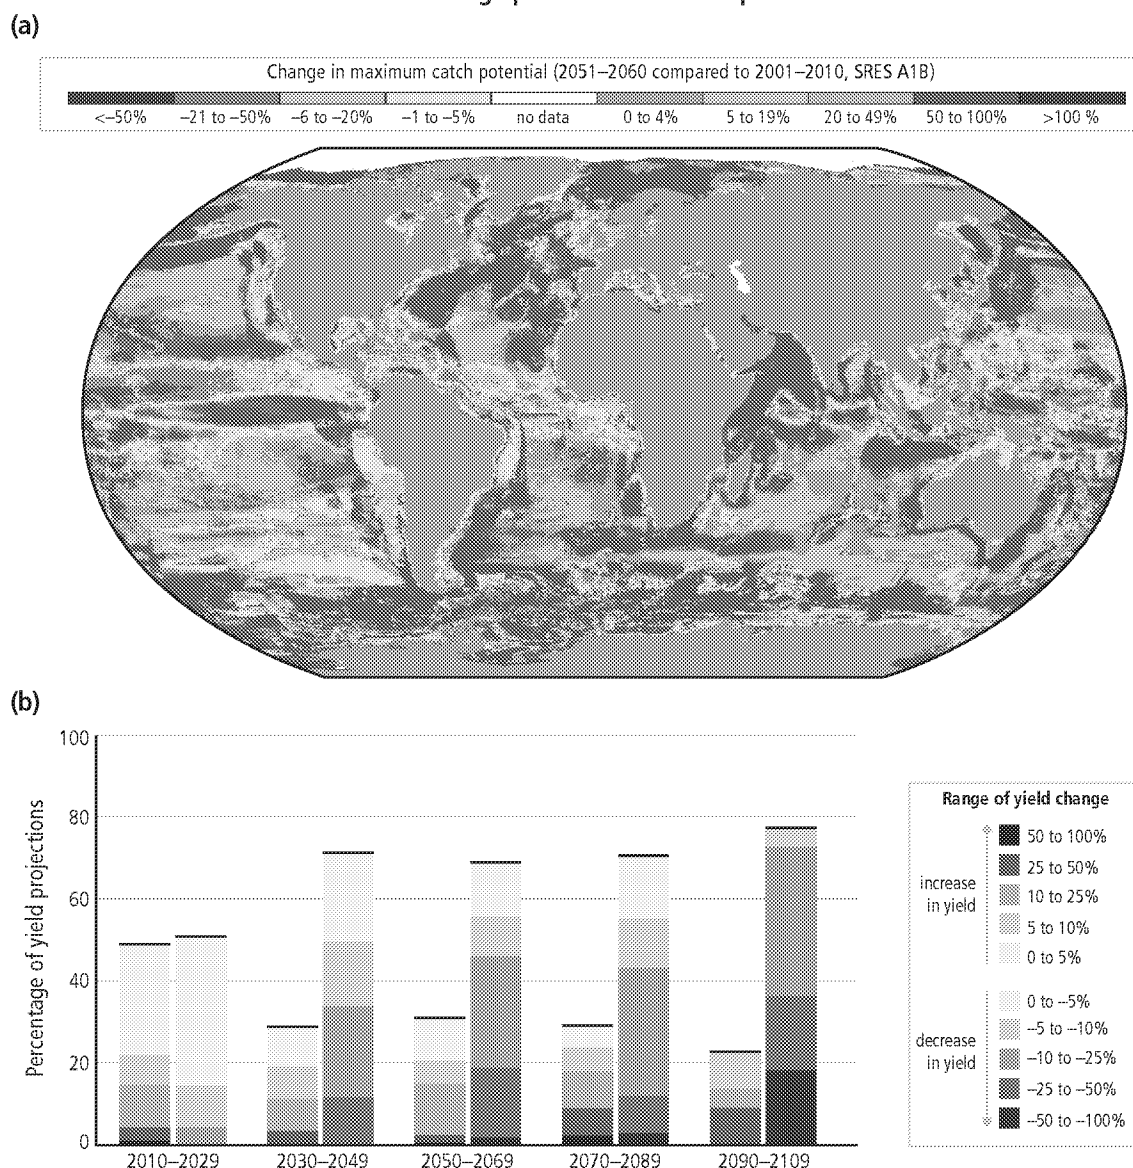 (a)
Change in maximum catch potential (2051–2060 compared to 2001–2010, SRES A1B)
<–50% –21 to –50% –6 to –20% –1 to –5% no data 0 to 4% 5 to 19% 20 to 49% 50 to 100% >100 %
(b)
Percentage of yield projections
100
80
60
40
20
0
2010–2029 2030–2049 2050–2069 2070–2089 2090–2109
Range of yield change
increase
in yield
50 to 100%
25 to 50%
10 to 25%
5 to 10%
0 to 5%
decrease
in yield
0 to –5%
–5 to –10%
–10 to –25%
–25 to –50%
–50 to –100%